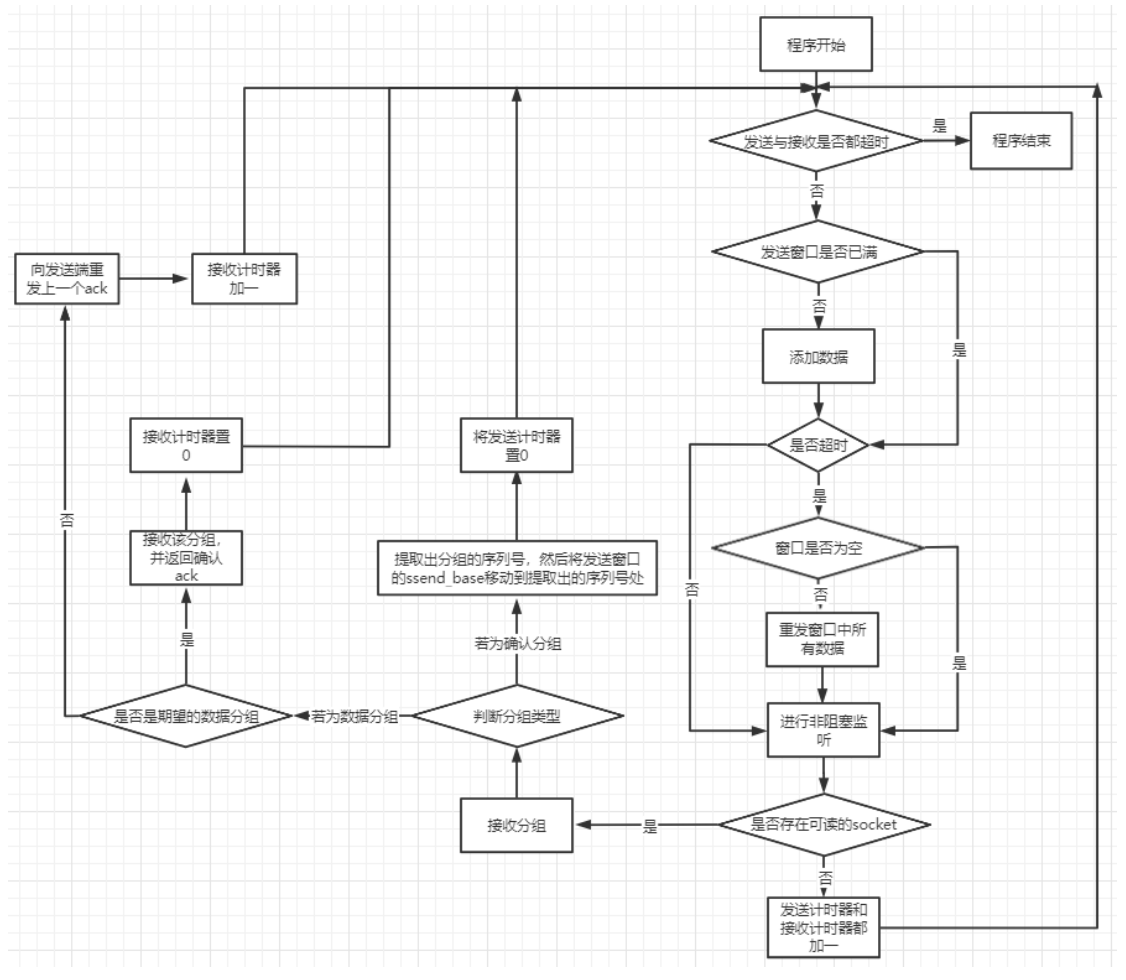 程序开始
发送与接收是否都超时
是
程序结束
否
发送窗口是否已满
向发送端重
发上一个ack
接收计时器
加一
否
添加数据
是
接收计时器置
0
将发送计时器
置0
是否超时
是
否
接收该分组，
并返回确认
ack
提取出分组的序列号，然后将发送窗口
的ssend_base移动到提取出的序列号处
窗口是否为空
否
否
是
若为确认分组
重发窗口中所
有数据
是
是否是期望的数据分组
若为数据分组
判断分组类型
进行非阻塞监
听
接收分组
是
是否存在可读的socket
否
发送计时器和
接收计时器都
加一